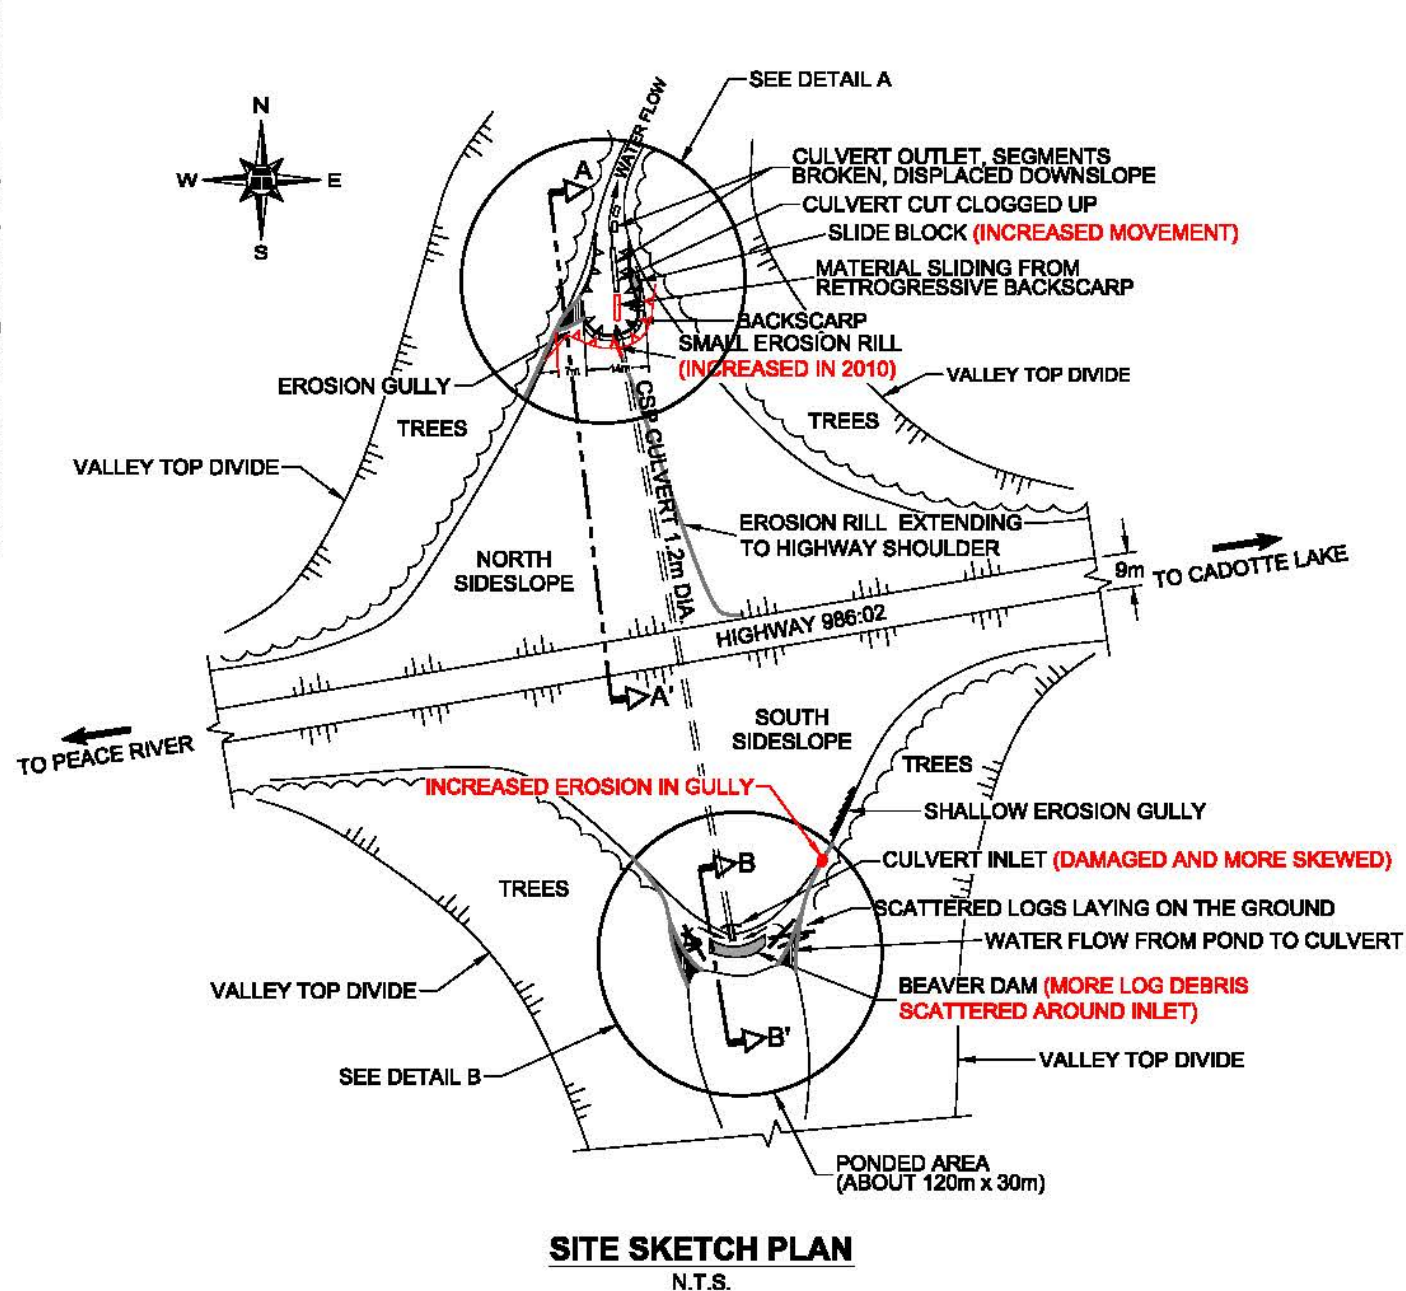 SEE DETAIL A
N
W
E
S
WATER FLOW
A
CULVERT OUTLET, SEGMENTS
BROKEN, DISPLACED DOWNSLOPE
CULVERT CUT CLOGGED UP
SLIDE BLOCK (INCREASED MOVEMENT)
MATERIAL SLIDING FROM
RETROGRESSIVE BACKSCARP
BACKSCARP
SMALL EROSION RILL
(INCREASED IN 2010)
7m
14m
EROSION GULLY
VALLEY TOP DIVIDE
TREES
TREES
VALLEY TOP DIVIDE
CSP CULVERT 1.2m DIA
EROSION RILL EXTENDING
TO HIGHWAY SHOULDER
NORTH
SIDESLOPE
9m
TO CADOTTE LAKE
HIGHWAY 986:02
A'
TO PEACE RIVER
SOUTH
SIDESLOPE
TREES
INCREASED EROSION IN GULLY
SHALLOW EROSION GULLY
B
CULVERT INLET (DAMAGED AND MORE SKEWED)
TREES
SCATTERED LOGS LAYING ON THE GROUND
WATER FLOW FROM POND TO CULVERT
VALLEY TOP DIVIDE
BEAVER DAM (MORE LOG DEBRIS
SCATTERED AROUND INLET)
B'
SEE DETAIL B
VALLEY TOP DIVIDE
PONDED AREA
(ABOUT 120m x 30m)
SITE SKETCH PLAN
N.T.S.